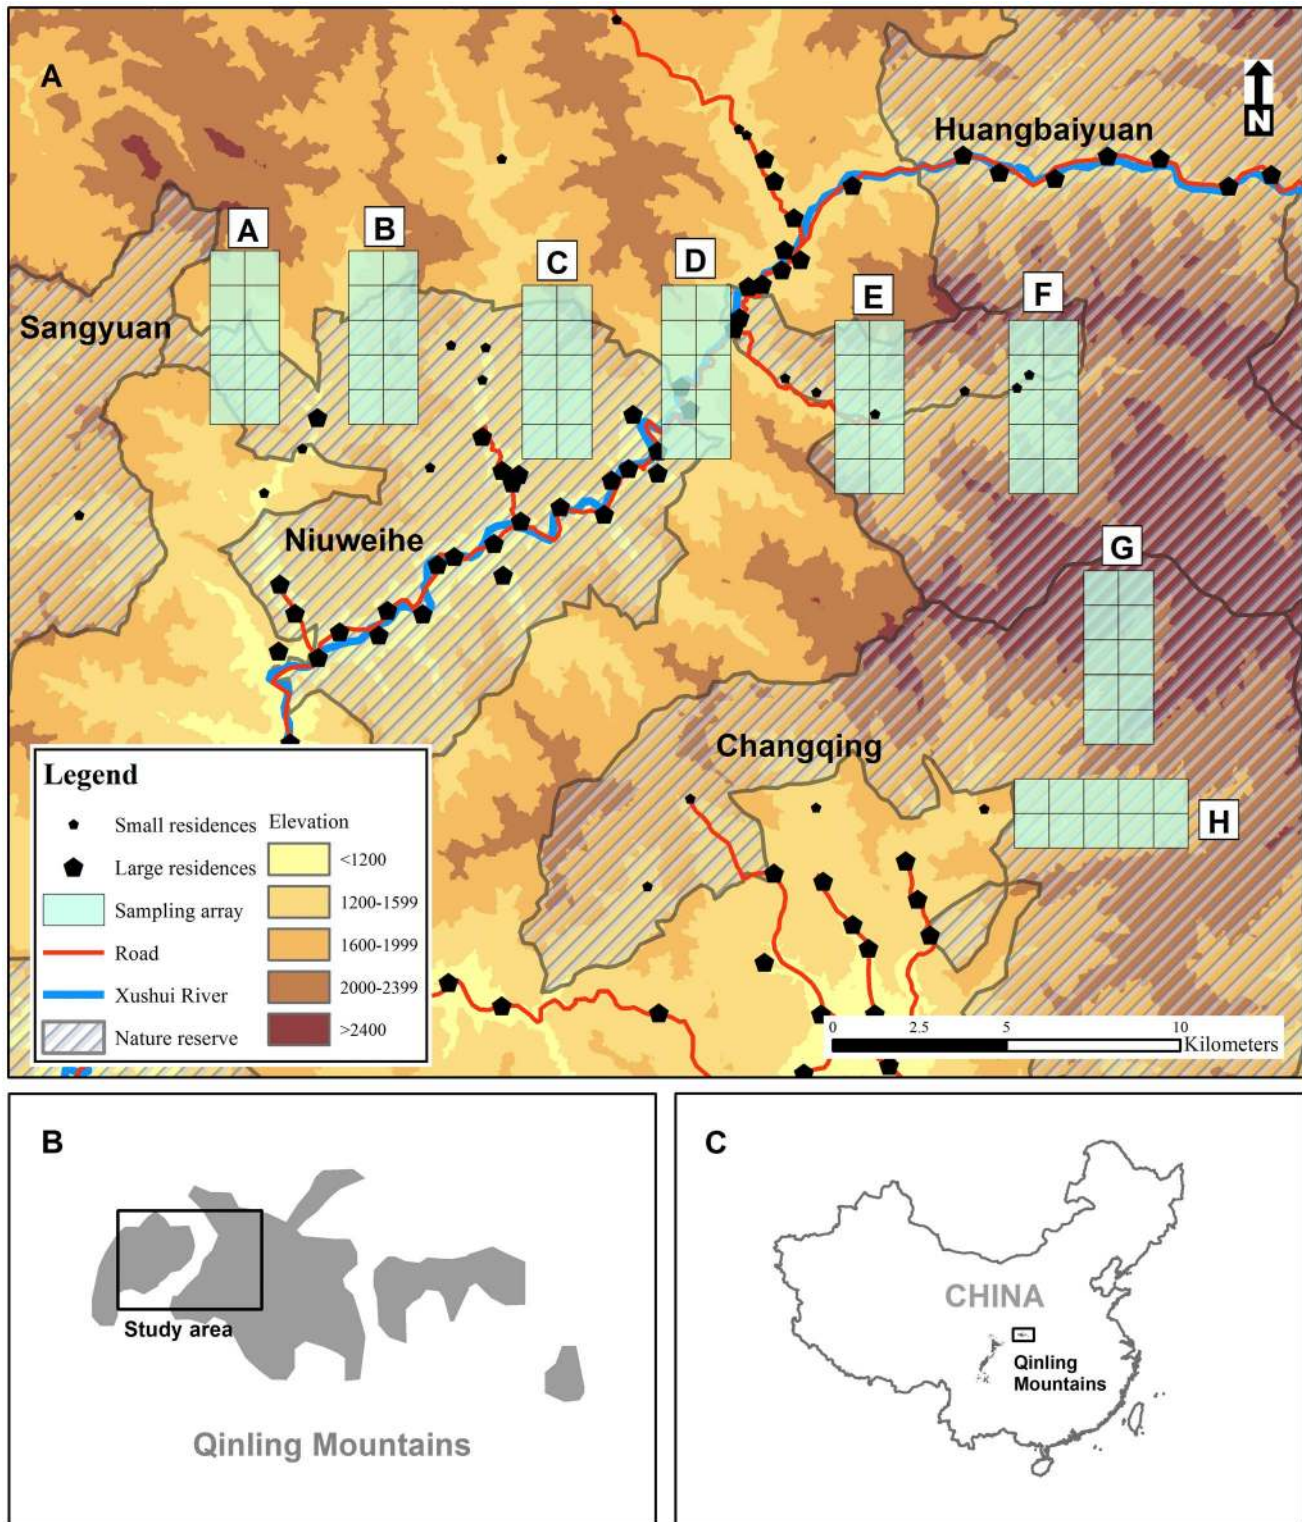 A
N
Huangbaiyuan
A
B
C
D
E
F
Sangyuan
Niuweihe
G
Changqing
H
Legend
Small residences
Large residences
Sampling array
Road
Xushui River
Nature reserve
Elevation
<1200
1200-1599
1600-1999
2000-2399
>2400
0 2.5 5 10
Kilometers
B
Study area
Qinling Mountains
C
CHINA
Qinling
Mountains